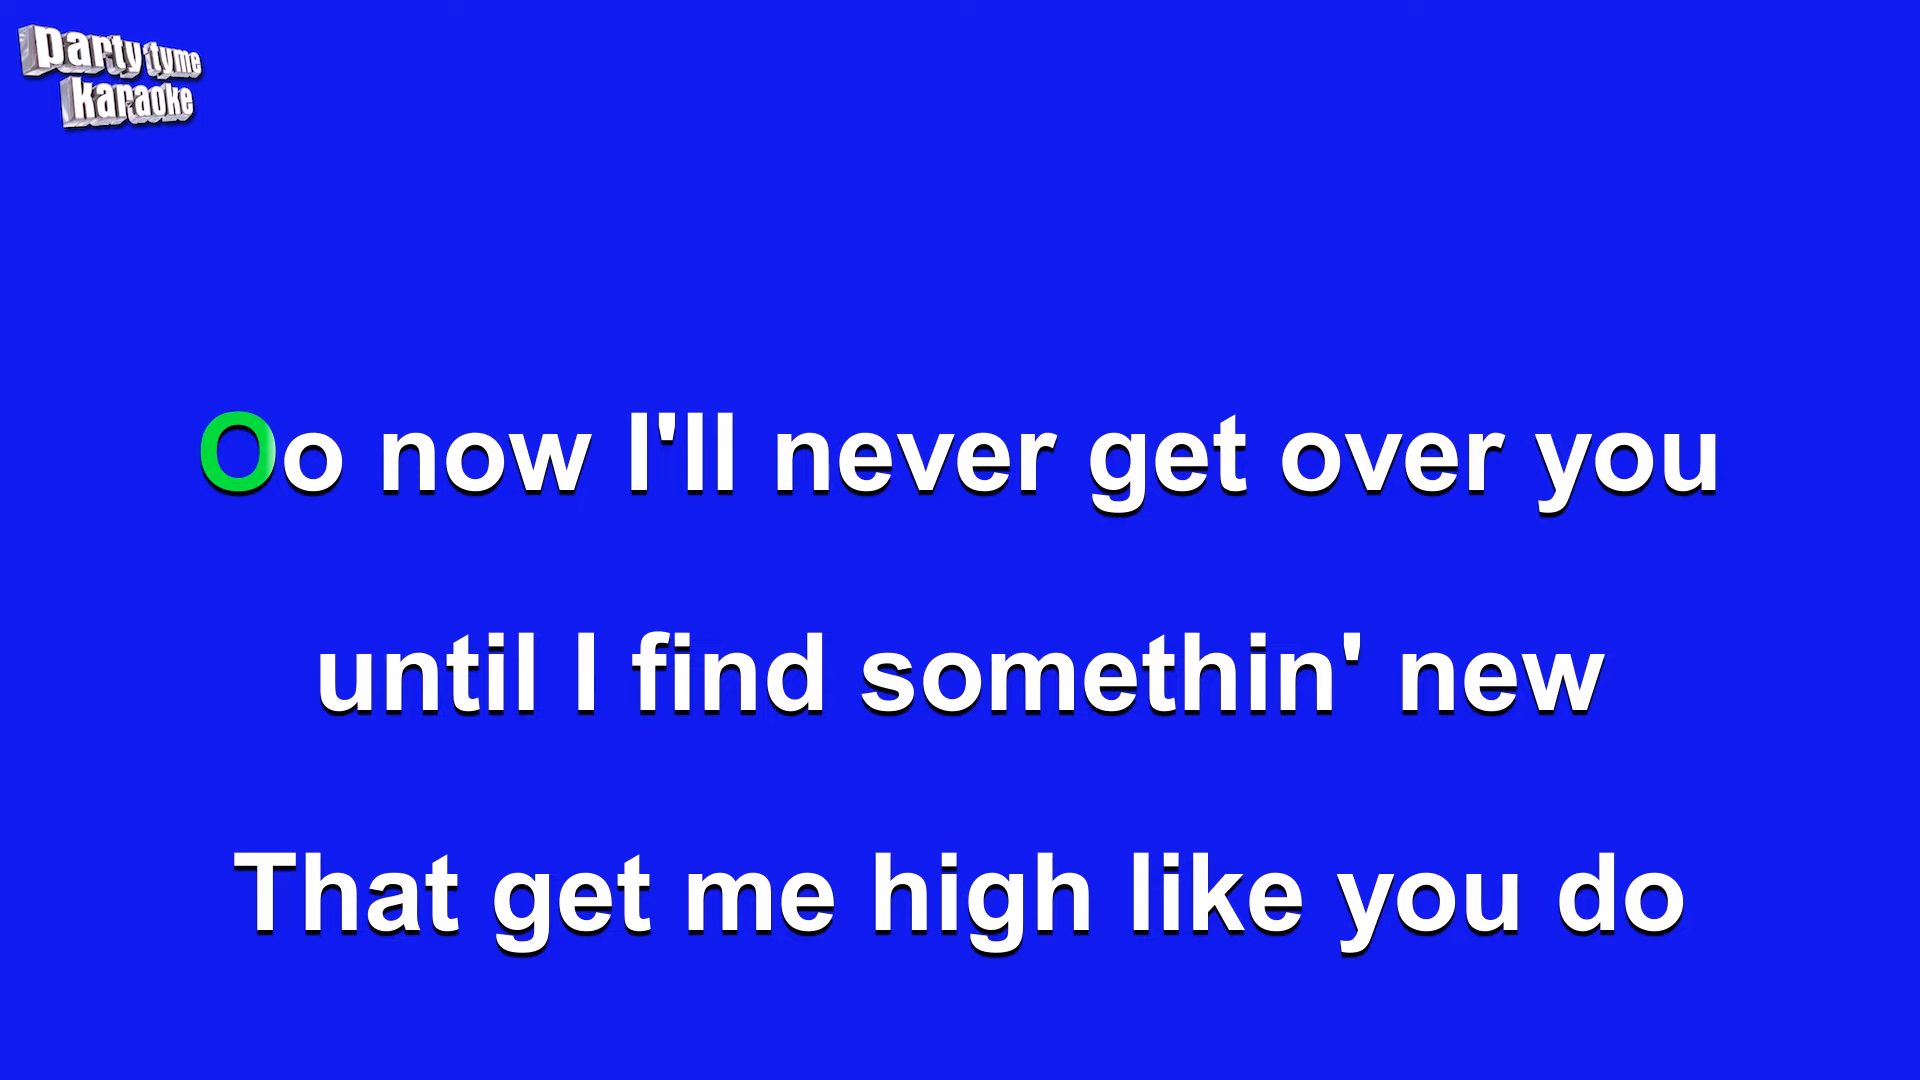 party tyme
karaoke
Oo now I'll never get over you
until I find somethin' new
That get me high like you do